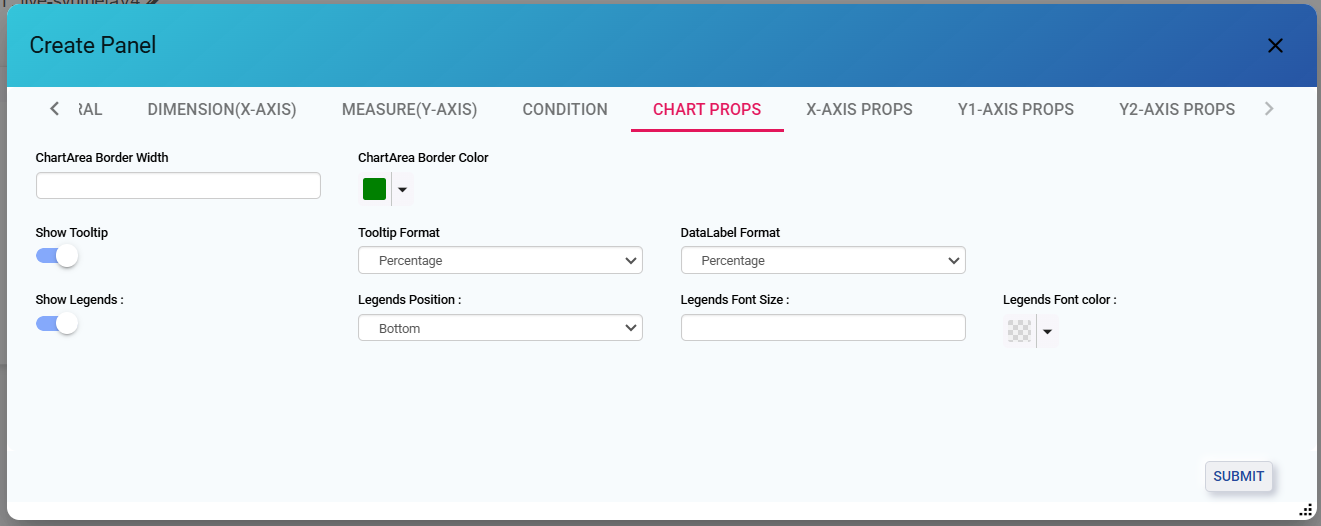 Create Panel
RAL DIMENSION(X-AXIS) MEASURE(Y-AXIS) CONDITION CHART PROPS X-AXIS PROPS Y1-AXIS PROPS Y2-AXIS PROPS
ChartArea Border Width ChartArea Border Color
Show Tooltip Tooltip Format DataLabel Format
Percentage Percentage
Show Legends : Legends Position : Legends Font Size : Legends Font color :
Bottom
SUBMIT